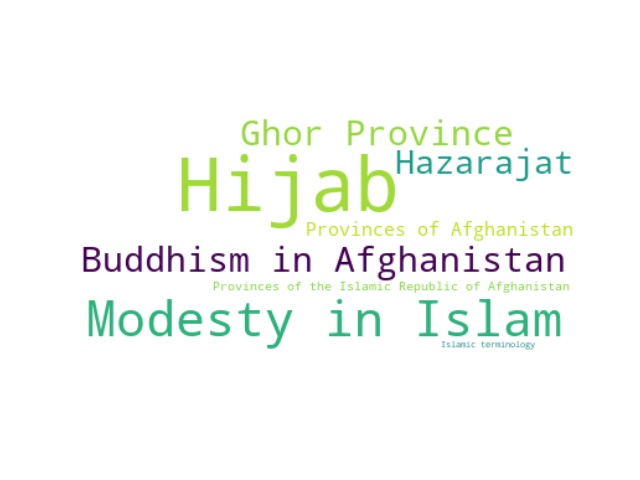 Ghor Province
Hazarajat
Hijab
Provinces of Afghanistan
Buddhism in Afghanistan
Provinces of the Islamic Republic of Afghanistan
Modesty in Islam
Islamic terminology